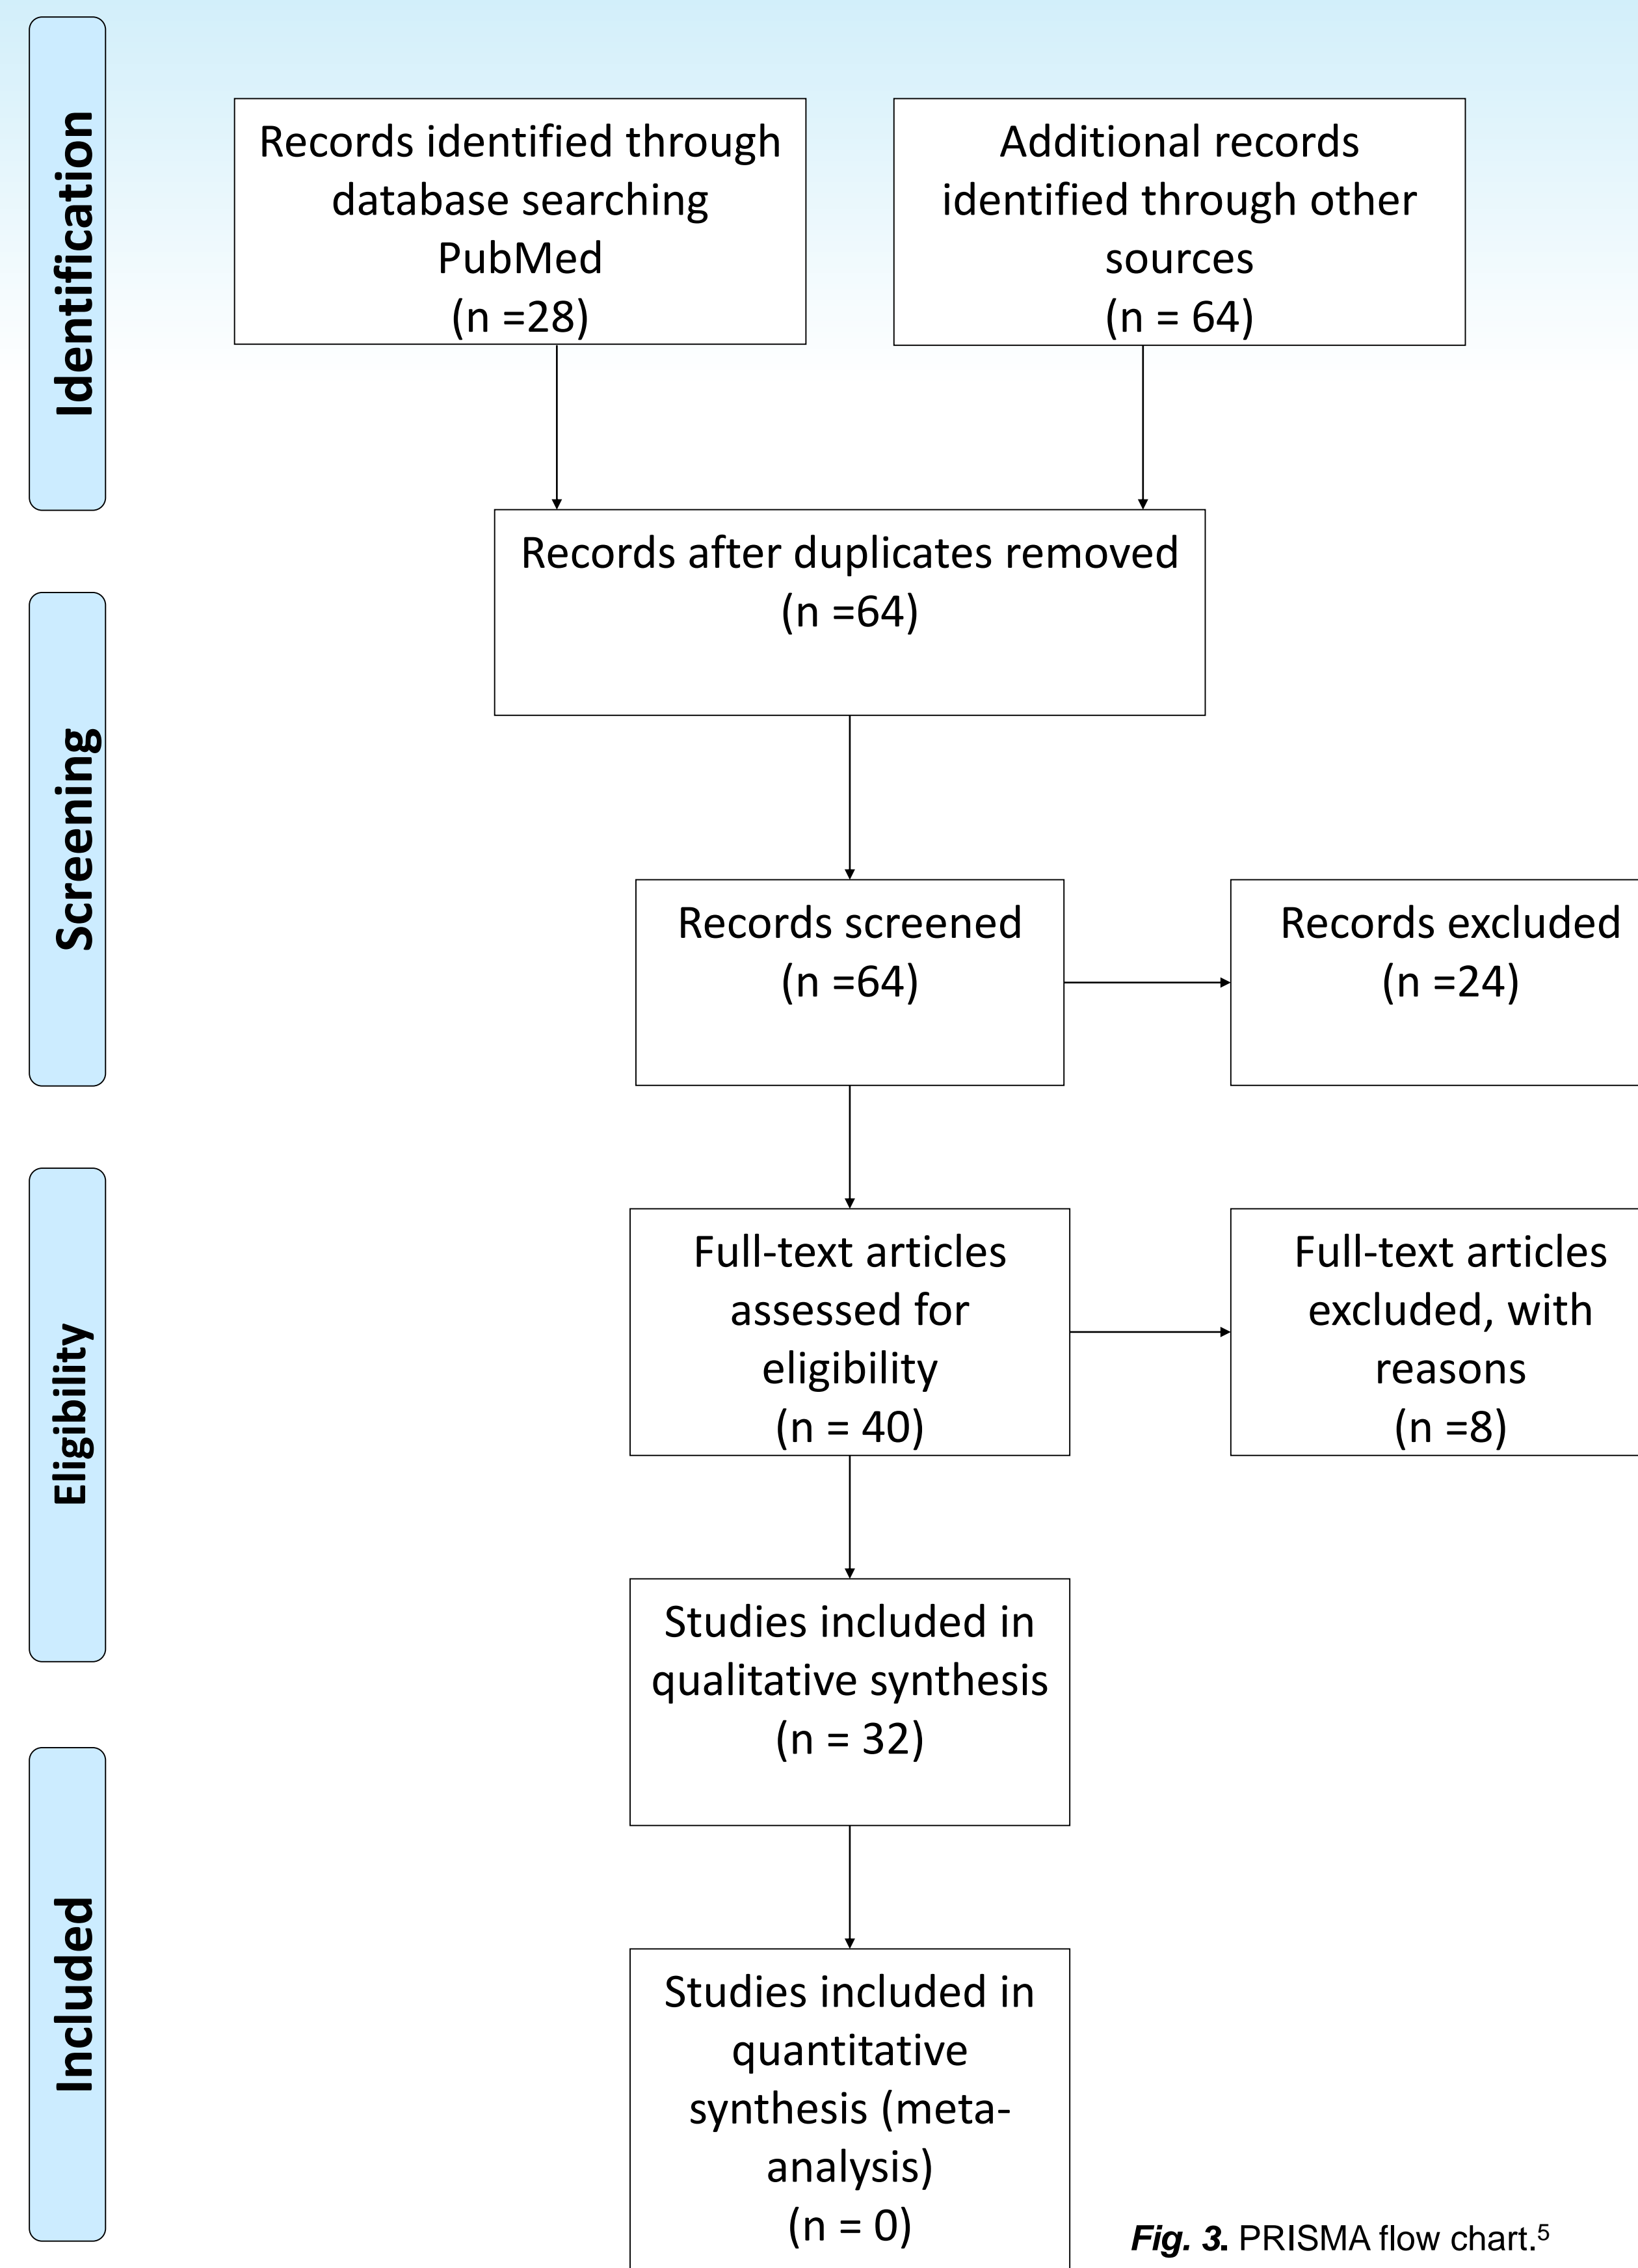 Identification
Records identified through
database searching
PubMed
(n =28)
Additional records
identified through other
sources
(n = 64)
Records after duplicates removed
(n =64)
Screening
Records screened
(n =64)
Records excluded
(n =24)
Eligibility
Full-text articles
assessed for
eligibility
(n = 40)
Full-text articles
excluded, with
reasons
(n =8)
Studies included in
qualitative synthesis
(n = 32)
Included
Studies included in
quantitative
synthesis (meta-
analysis)
(n = 0)
Fig. 3. PRISMA flow chart.⁵